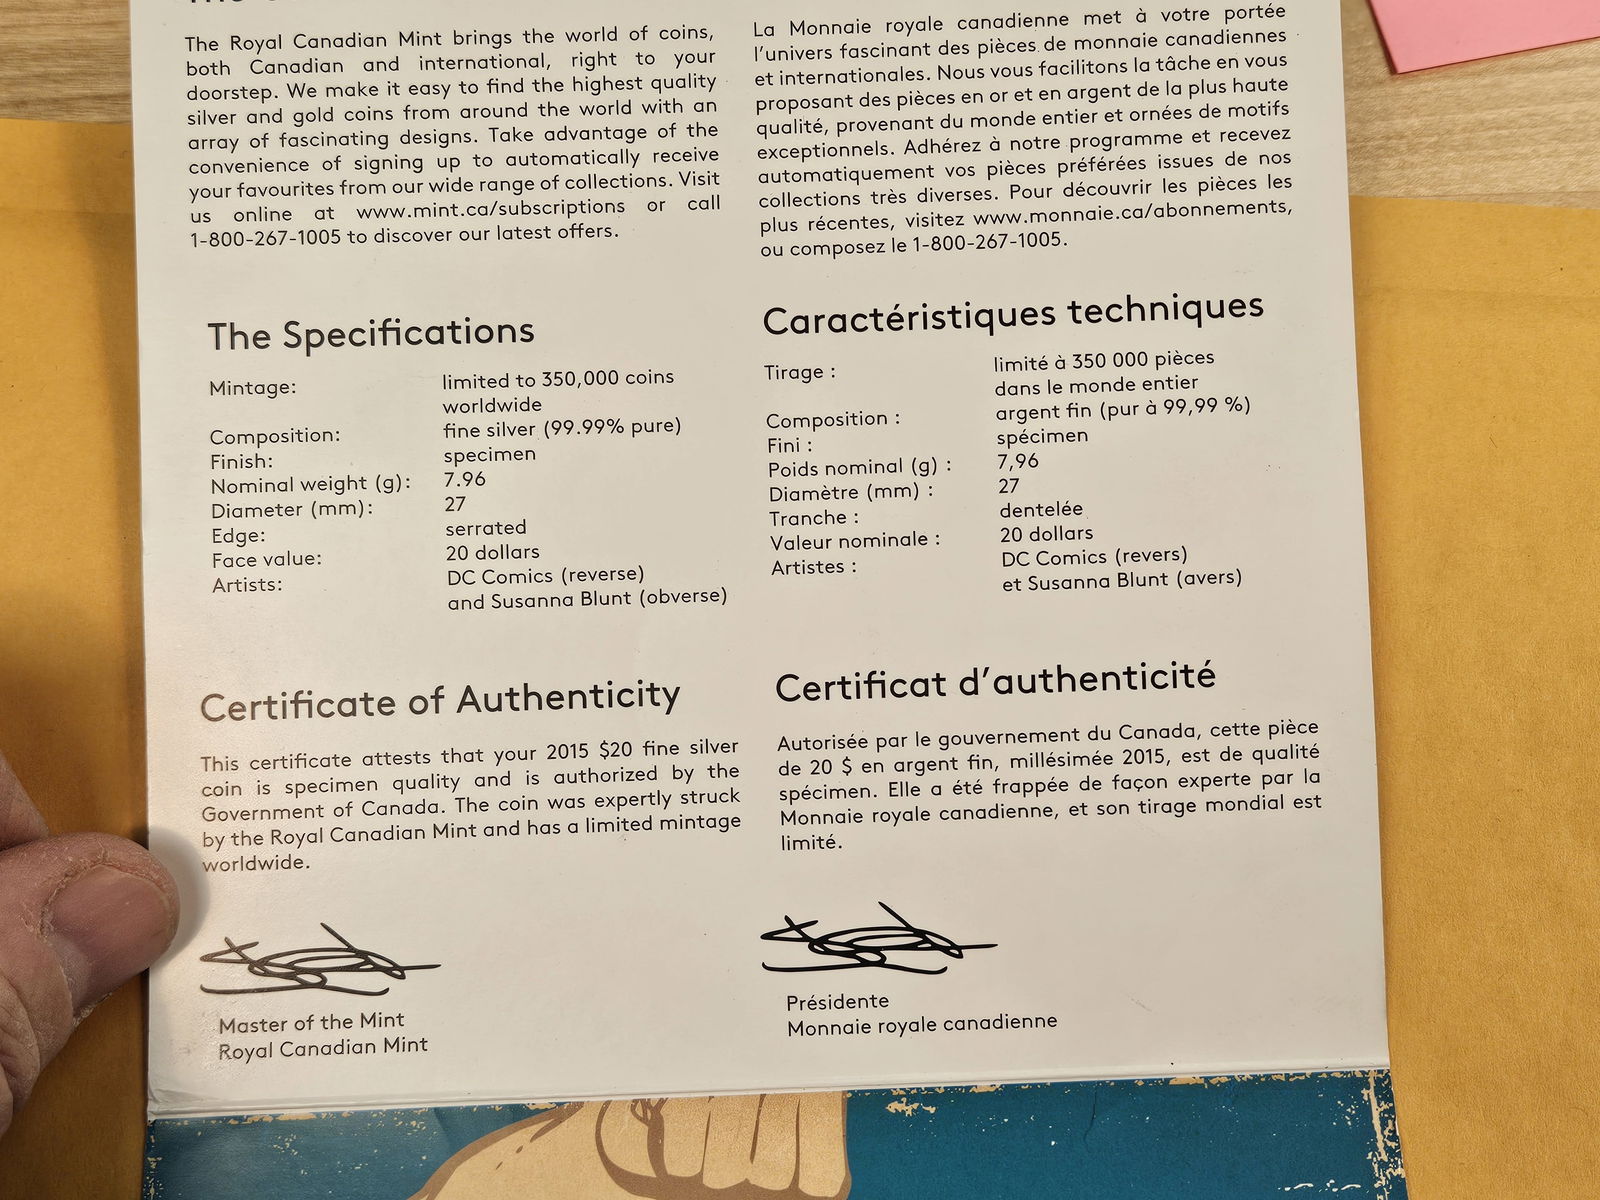 The Royal Canadian Mint brings the world of coins,
both Canadian and international, right to your
doorstep. We make it easy to find the highest quality
silver and gold coins from around the world with an
array of fascinating designs. Take advantage of the
convenience of signing up to automatically receive
your favourites from our wide range of collections. Visit
us online at www.mint.ca/subscriptions or call
1-800-267-1005 to discover our latest offers.
La Monnaie royale canadienne met à votre portée
l'univers fascinant des pièces de monnaie canadiennes
et internationales. Nous vous facilitons la tâche en vous
proposant des pièces en or et en argent de la plus haute
qualité, provenant du monde entier et ornées de motifs
exceptionnels. Adhérez à notre programme et recevez
automatiquement vos pièces préférées issues de nos
collections très diverses. Pour découvrir les pièces les
plus récentes, visitez www.monnaie.ca/abonnements,
ou composez le 1-800-267-1005.
The Specifications
Mintage: limited to 350,000 coins
worldwide
Composition: fine silver (99.99% pure)
Finish: specimen
Nominal weight (g): 7.96
Diameter (mm): 27
Edge: serrated
Face value: 20 dollars
Artists: DC Comics (reverse)
and Susanna Blunt (obverse)
Caractéristiques techniques
Tirage : limité à 350 000 pièces
dans le monde entier
Composition : argent fin (pur à 99,99 %)
Fini : spécimen
Poids nominal (g) : 7,96
Diamètre (mm) : 27
Tranche : dentelée
Valeur nominale : 20 dollars
Artistes : DC Comics (revers)
et Susanna Blunt (avers)
Certificate of Authenticity
This certificate attests that your 2015 $20 fine silver
coin is specimen quality and is authorized by the
Government of Canada. The coin was expertly struck
by the Royal Canadian Mint and has a limited mintage
worldwide.
Master of the Mint
Royal Canadian Mint
Certificat d'authenticité
Autorisée par le gouvernement du Canada, cette pièce
de 20 $ en argent fin, millésimée 2015, est de qualité
spécimen. Elle a été frappée de façon experte par la
Monnaie royale canadienne, et son tirage mondial est
limité.
Présidente
Monnaie royale canadienne